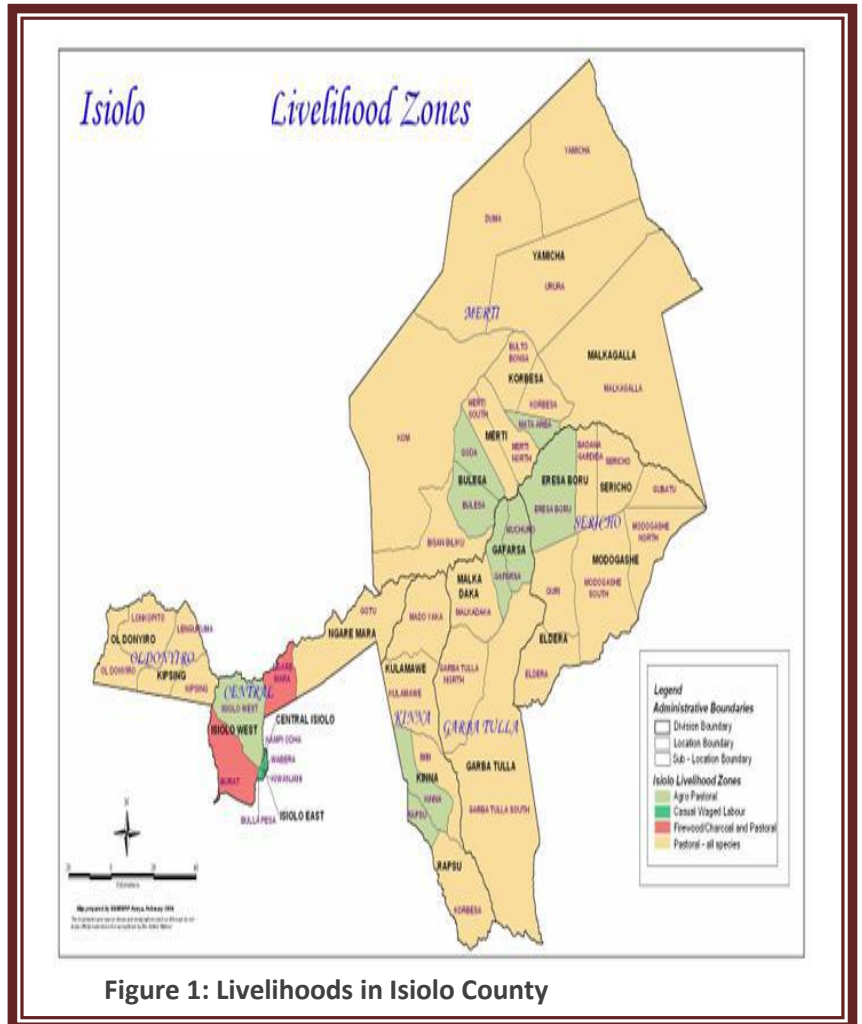 Isiolo Livelihood Zones
YAMICHA
DUMA
YAMICHA
URURA
MERTI
BULTO
BONSA
MALKAGALLA
KORBESA
MALKAGALLA
MERTI
SOUTH
KORBESA
MATA ARBA
KOM
MERTI
GODA
MERTI
NORTH
BADANA
SERICHO
BULESA
ERESA BORU
SERICHO
GUBATU
BULESA
ERESA BORU
MUCHURO
SERICHO
MODOGASHE
NORTH
BISAN BILIKU
GAFARSA
MODOGASHE
GAFARSA
MALKA
DAKA
QURI
MODOGASHE
SOUTH
GOTU
MADO YAKA
MALKADAKA
LONKOPITO
LENGURUMA
NGARE MARA
OL DONYIRO
OLDONYIRO
ELDERA
OL DONYIRO
KIPSING
KIPSING
NGARE
MARA
KULAMAWE
GARBA TULLA
NORTH
ELDERA
CENTRAL
ISIOLO WEST
KULAMAWE
CENTRAL ISIOLO
KINNA
GARBA TULLA
ISIOLO WEST
WABERA
KIWANJANI
KINNA
GARBA TULLA
BURAT
KINNA
RAPSU
GARBA TULLA SOUTH
BULLA PESA
ISIOLO EAST
RAPSU
KORBESA
Legend
Administrative Boundaries
Division Boundary
Location Boundary
Sub - Location Boundary
Isiolo Livelihood Zones
Agro Pastoral
Casual Waged Labour
Firewood/Charcoal and Pastoral
Pastoral - all species
Figure 1: Livelihoods in Isiolo County